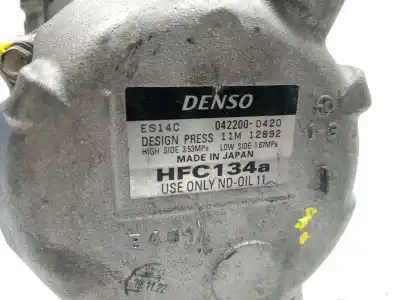 DENSO
ES14C 042200-0420
DESIGN PRESS 11M 12892
HIGH SIDE 3.53MPa LOW SIDE 1.67MPa
MADE IN JAPAN
HFC134a
USE ONLY ND-OIL 11